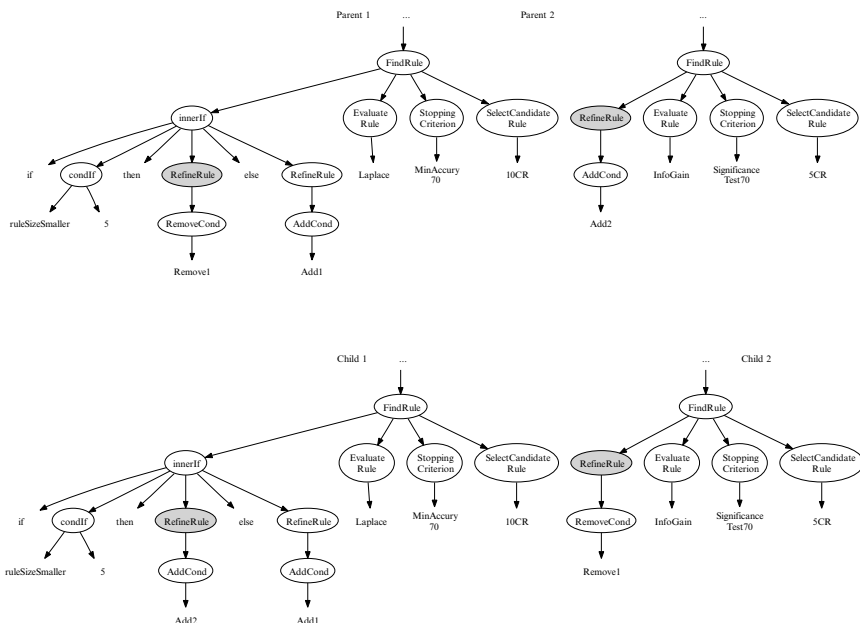 Parent 1 ... Parent 2 ...
FindRule FindRule
innerIf Evaluate Rule Stopping Criterion SelectCandidate Rule RefineRule Evaluate Rule Stopping Criterion SelectCandidate Rule
if condIf then RefineRule else RefineRule Laplace MinAccury 70 10CR AddCond InfoGain Significance Test70 5CR
ruleSizeSmaller 5 RemoveCond AddCond Add2
Remove1 Add1
Child 1 ... ... Child 2
FindRule FindRule
innerIf Evaluate Rule Stopping Criterion SelectCandidate Rule RefineRule Evaluate Rule Stopping Criterion SelectCandidate Rule
if condIf then RefineRule else RefineRule Laplace MinAccury 70 10CR RemoveCond InfoGain Significance Test70 5CR
ruleSizeSmaller 5 AddCond AddCond Remove1
Add2 Add1